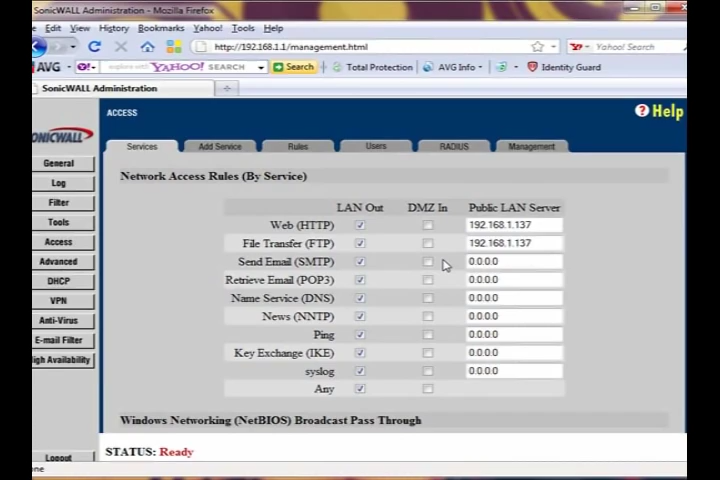 SonicWALL Administration - Mozilla Firefox
Edit View History Bookmarks Yahoo! Tools Help
http://192.168.1.1/management.html
Yahoo! Search
AVG Y! explore with YAHOO! SEARCH Search Total Protection AVG Info Identity Guard
SonicWALL Administration
ACCESS
Help
SONICWALL
Services Add Service Rules Users RADIUS Management
General
Log
Filter
Tools
Access
Advanced
DHCP
VPN
Anti-Virus
E-mail Filter
High Availability
Logout
Network Access Rules (By Service)
LAN Out DMZ In Public LAN Server
Web (HTTP) 192.168.1.137
File Transfer (FTP) 192.168.1.137
Send Email (SMTP) 0.0.0.0
Retrieve Email (POP3) 0.0.0.0
Name Service (DNS) 0.0.0.0
News (NNTP) 0.0.0.0
Ping 0.0.0.0
Key Exchange (IKE) 0.0.0.0
syslog 0.0.0.0
Any
Windows Networking (NetBIOS) Broadcast Pass Through
STATUS: Ready
one